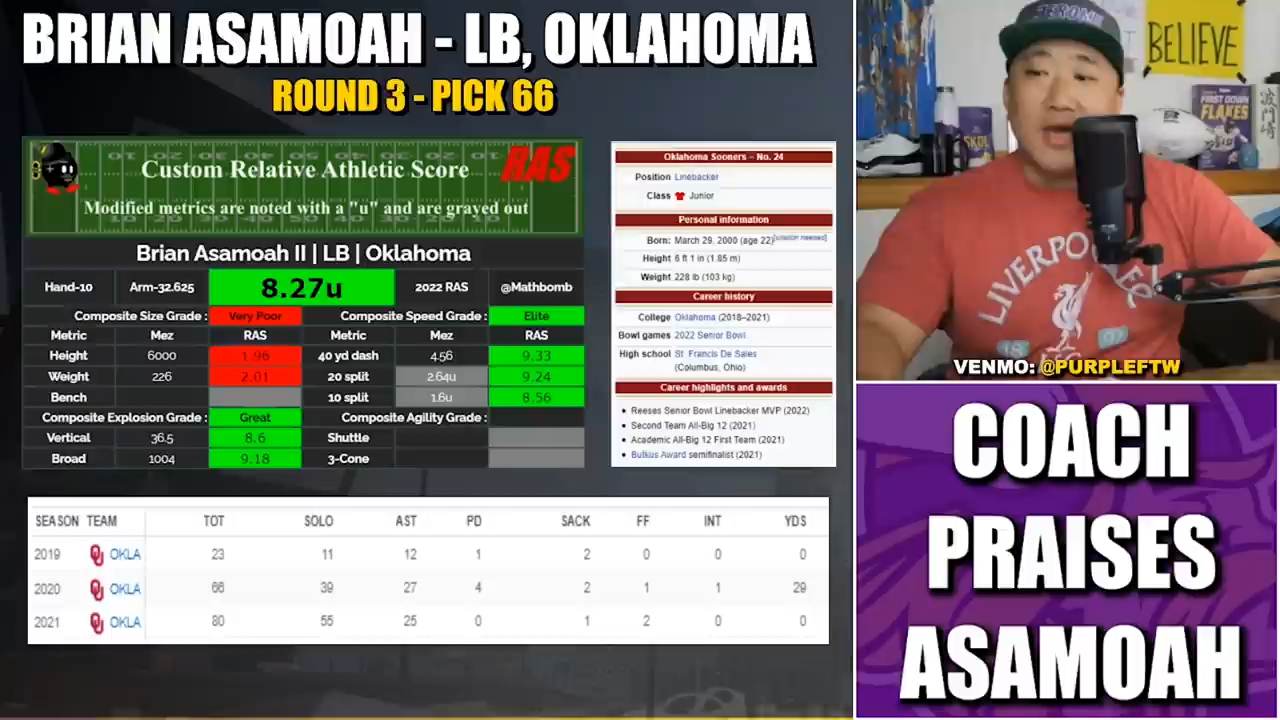 BRIAN ASAMOAH - LB, OKLAHOMA
ROUND 3 - PICK 66
Custom Relative Athletic Score
RAS
Modified metrics are noted with a "u" and are grayed out
Brian Asamoah II | LB | Oklahoma
Hand-10 Arm-32.625 8.27u 2022 RAS @Mathbomb
Composite Size Grade : Very Poor Composite Speed Grade : Elite
Metric Mez RAS Metric Mez RAS
Height 6000 1.96 40 yd dash 4.56 9.33
Weight 226 2.01 20 split 2.64u 9.24
Bench 10 split 1.6u 8.56
Composite Explosion Grade : Great Composite Agility Grade :
Vertical 36.5 8.6 Shuttle
Broad 1004 9.18 3-Cone
Oklahoma Sooners – No. 24
Position Linebacker
Class Junior
Personal information
Born: March 29, 2000 (age 22)[citation needed]
Height 6 ft 1 in (1.85 m)
Weight 228 lb (103 kg)
Career history
College Oklahoma (2018–2021)
Bowl games 2022 Senior Bowl
High school St. Francis De Sales
(Columbus, Ohio)
Career highlights and awards
• Reeses Senior Bowl Linebacker MVP (2022)
• Second Team All-Big 12 (2021)
• Academic All-Big 12 First Team (2021)
• Butkus Award semifinalist (2021)
SEASON TEAM TOT SOLO AST PD SACK FF INT YDS
2019 OKLA 23 11 12 1 2 0 0 0
2020 OKLA 66 39 27 4 2 1 1 29
2021 OKLA 80 55 25 0 1 2 0 0
JEROME
BELIEVE
SKOL
FIRST DOWN
FLAKES
LIVERPOOL FC
18
VENMO: @PURPLEFTW
COACH
PRAISES
ASAMOAH